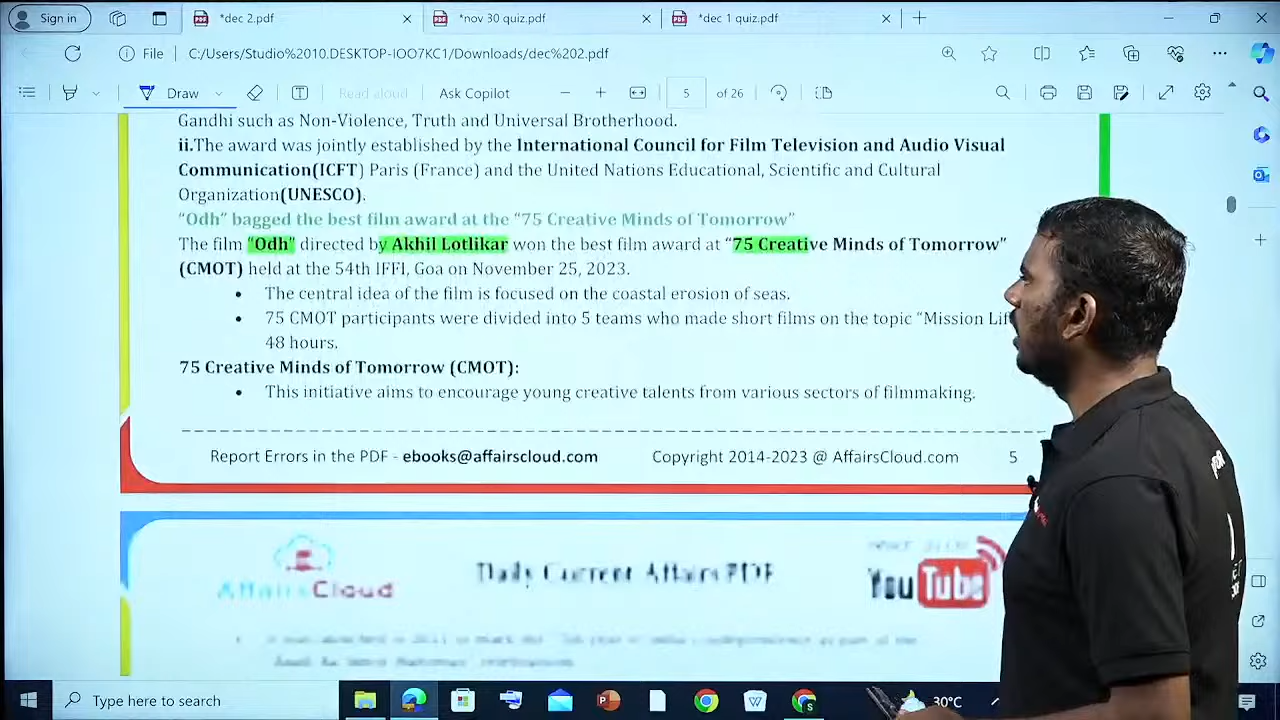 Sign in
*dec 2.pdf
*nov 30 quiz.pdf
*dec 1 quiz.pdf
File
C:/Users/Studio%2010.DESKTOP-IOO7KC1/Downloads/dec%202.pdf
Draw
Read aloud
Ask Copilot
5
of 26
Gandhi such as Non-Violence, Truth and Universal Brotherhood.
ii.The award was jointly established by the International Council for Film Television and Audio Visual
Communication(ICFT) Paris (France) and the United Nations Educational, Scientific and Cultural
Organization(UNESCO).
"Odh" bagged the best film award at the "75 Creative Minds of Tomorrow"
The film "Odh" directed by Akhil Lotlikar won the best film award at "75 Creative Minds of Tomorrow"
(CMOT) held at the 54th IFFI, Goa on November 25, 2023.
• The central idea of the film is focused on the coastal erosion of seas.
• 75 CMOT participants were divided into 5 teams who made short films on the topic "Mission
48 hours.
75 Creative Minds of Tomorrow (CMOT):
• This initiative aims to encourage young creative talents from various sectors of filmmaking.
Report Errors in the PDF - ebooks@affairscloud.com
Copyright 2014-2023 @ AffairsCloud.com
5
AffairsCloud
Daily Current Affairs PDF
YouTube
Type here to search
30°C